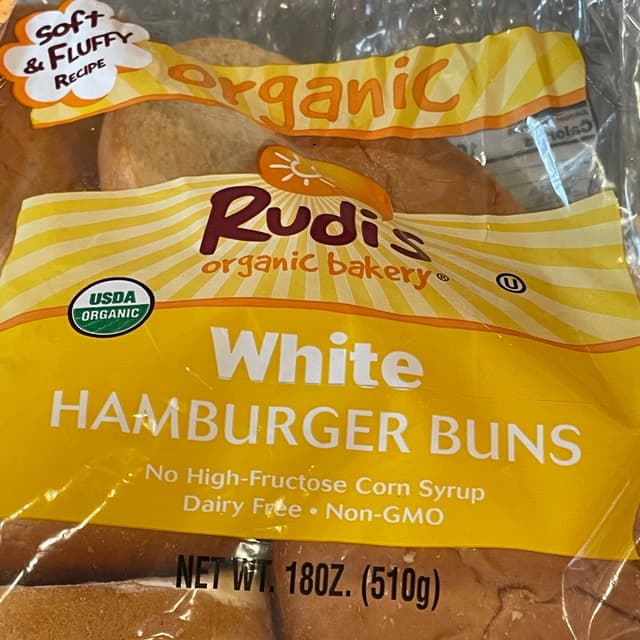 Soft
& FLUFFY
RECIPE
organic
Rudi's
organic bakery®
U
USDA
ORGANIC
White
HAMBURGER BUNS
No High-Fructose Corn Syrup
Dairy Free • Non-GMO
NET WT. 18OZ. (510g)